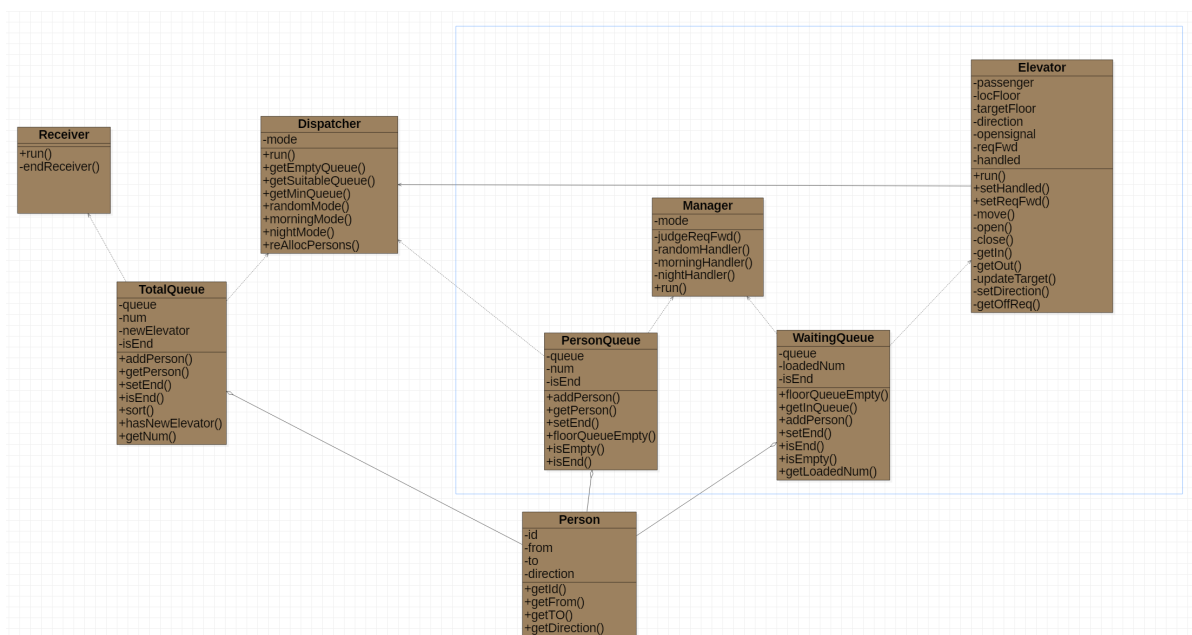 Receiver
+run()
-endReceiver()
Dispatcher
-mode
+run()
+getEmptyQueue()
+getSuitableQueue()
+getMinQueue()
+randomMode()
+morningMode()
+nightMode()
+reAllocPersons()
Elevator
-passenger
-locFloor
-targetFloor
-direction
-opensignal
-reqFwd
-handled
+run()
+setHandled()
+setReqFwd()
-move()
-open()
-close()
-getIn()
-getOut()
-updateTarget()
-setDirection()
-getOffReq()
Manager
-mode
-judgeReqFwd()
-randomHandler()
-morningHandler()
-nightHandler()
+run()
TotalQueue
-queue
-num
-newElevator
-isEnd
+addPerson()
+getPerson()
+setEnd()
+isEnd()
+sort()
+hasNewElevator()
+getNum()
PersonQueue
-queue
-num
-isEnd
+addPerson()
+getPerson()
+setEnd()
+floorQueueEmpty()
+isEmpty()
+isEnd()
WaitingQueue
-queue
-loadedNum
-isEnd
+floorQueueEmpty()
+getInQueue()
+addPerson()
+setEnd()
+isEnd()
+isEmpty()
+getLoadedNum()
Person
-id
-from
-to
-direction
+getId()
+getFrom()
+getTO()
+getDirection()